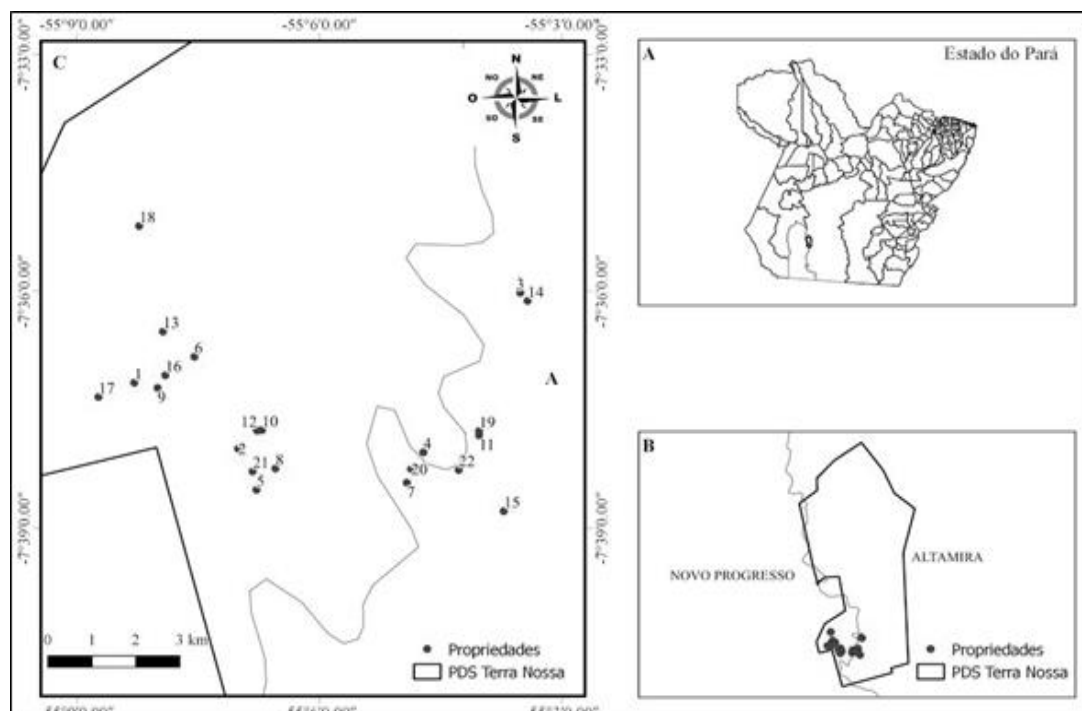 -55°9'0.00"
-55°6'0.00"
-55°3'0.00"
C
N
NO
NE
O
L
SO
SE
S
-7°33'0.00"
-7°33'0.00"
18
3
14
-7°36'0.00"
-7°36'0.00"
13
6
16
1
9
17
A
12
10
19
11
2
4
21
8
20
22
5
7
15
-7°39'0.00"
-7°39'0.00"
0 1 2 3 km
Propriedades
PDS Terra Nossa
A
Estado do Pará
B
NOVO PROGRESSO
ALTAMIRA
Propriedades
PDS Terra Nossa